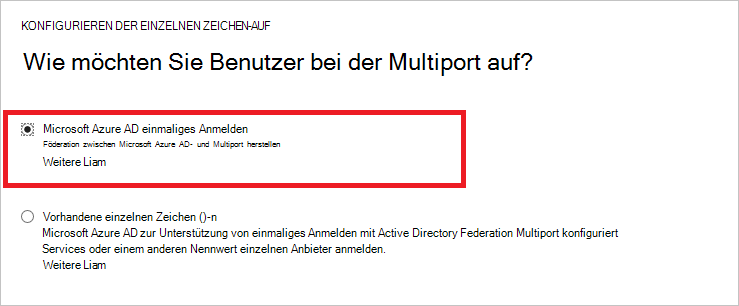 KONFIGURIEREN DER EINZELNEN ZEICHEN-AUF
Wie möchten Sie Benutzer bei der Multiport auf?
Microsoft Azure AD einmaliges Anmelden
Föderation zwischen Microsoft Azure AD- und Multiport herstellen
Weitere Liam
Vorhandene einzelnen Zeichen ()-n
Microsoft Azure AD zur Unterstützung von einmaliges Anmelden mit Active Directory Federation Multiport konfiguriert
Services oder einem anderen Nennwert einzelnen Anbieter anmelden.
Weitere Liam